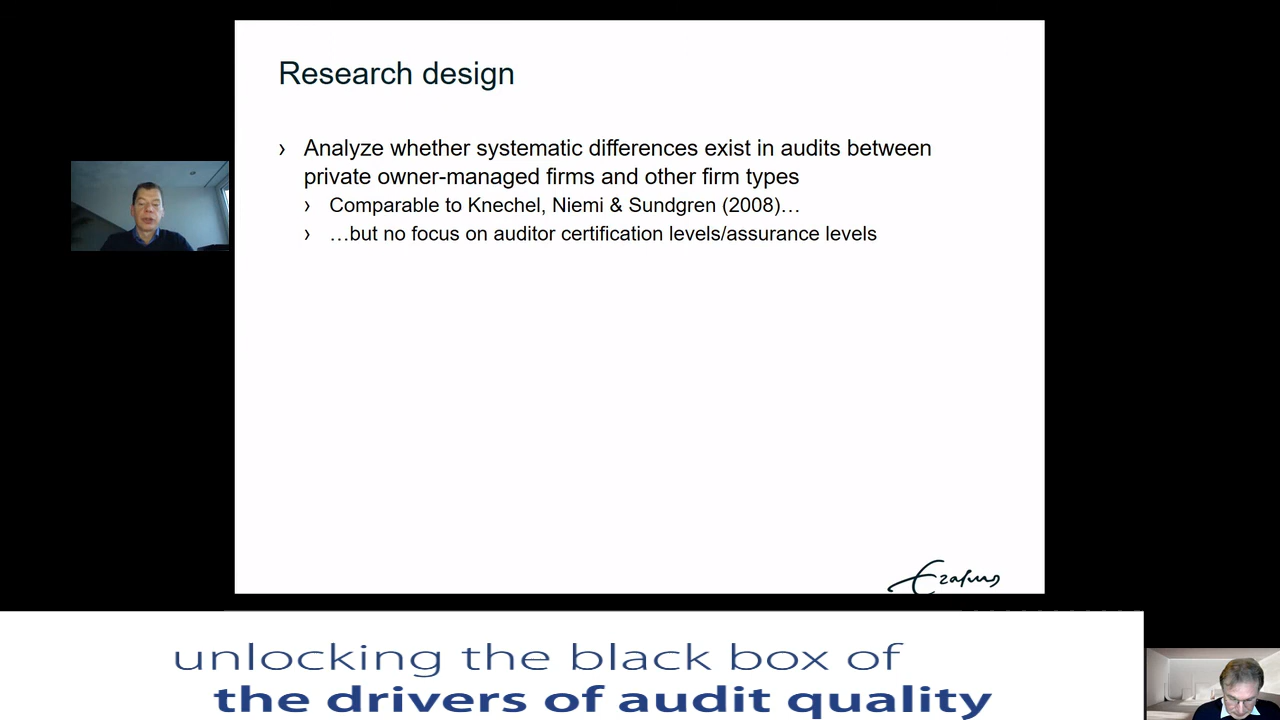 Research design
› Analyze whether systematic differences exist in audits between
private owner-managed firms and other firm types
› Comparable to Knechel, Niemi & Sundgren (2008)…
› …but no focus on auditor certification levels/assurance levels
Erasmus
unlocking the black box of
the drivers of audit quality